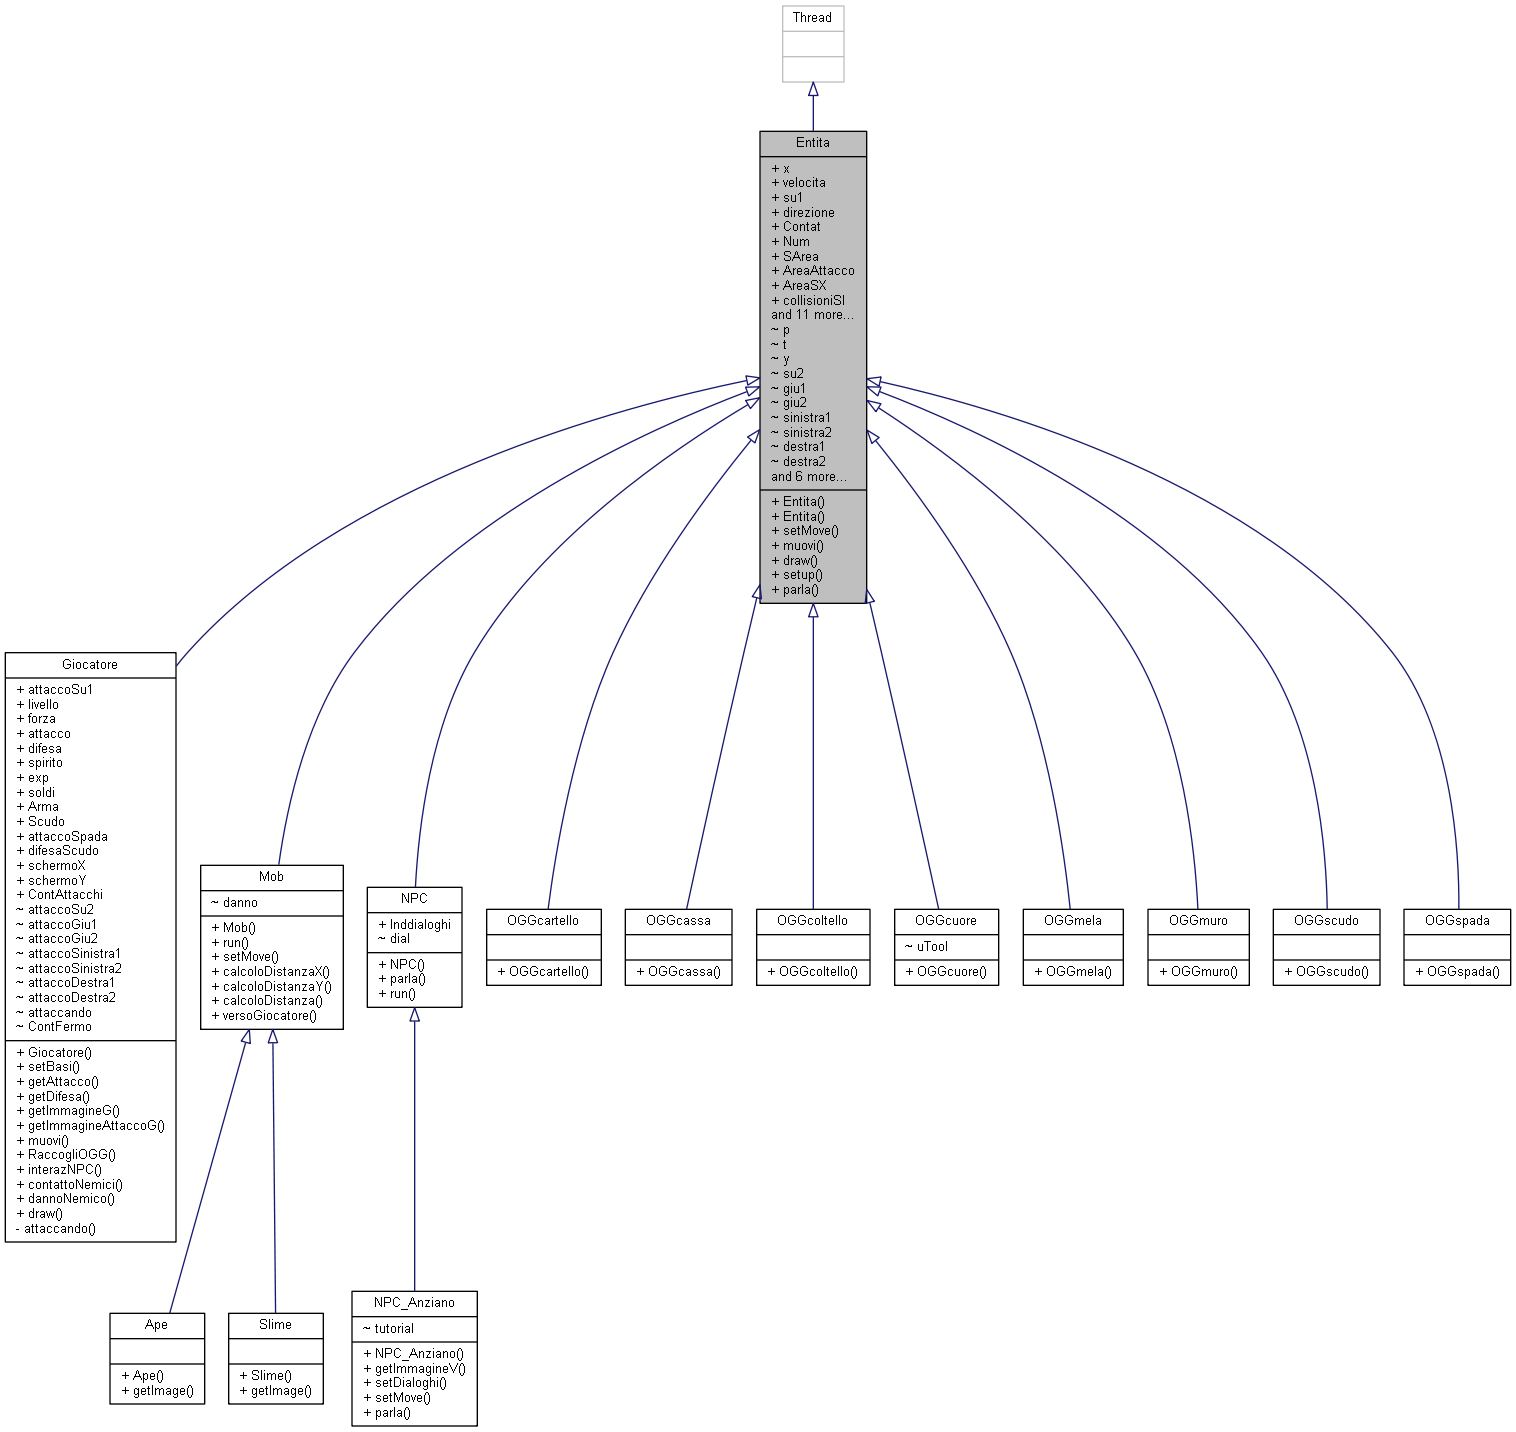 Thread
Entita
+ x
+ velocita
+ su1
+ direzione
+ Contat
+ Num
+ SArea
+ AreaAttacco
+ AreaSX
+ collisioniSI
and 11 more...
~ p
~ t
~ y
~ su2
~ giu1
~ giu2
~ sinistra1
~ sinistra2
~ destra1
~ destra2
and 6 more...
+ Entita()
+ Entita()
+ setMove()
+ muovi()
+ draw()
+ setup()
+ parla()
Giocatore
+ attaccoSu1
+ livello
+ forza
+ attacco
+ difesa
+ spirito
+ exp
+ soldi
+ Arma
+ Scudo
+ attaccoSpada
+ difesaScudo
+ schermoX
+ schermoY
+ ContAttacchi
~ attaccoSu2
~ attaccoGiu1
~ attaccoGiu2
~ attaccoSinistra1
~ attaccoSinistra2
~ attaccoDestra1
~ attaccoDestra2
~ attaccando
~ ContFermo
+ Giocatore()
+ setBasi()
+ getAttacco()
+ getDifesa()
+ getImmagineG()
+ getImmagineAttaccoG()
+ muovi()
+ RaccogliOGG()
+ interazNPC()
+ contattoNemici()
+ dannoNemico()
+ draw()
- attaccando()
Mob
~ danno
+ Mob()
+ run()
+ setMove()
+ calcoloDistanzaX()
+ calcoloDistanzaY()
+ calcoloDistanza()
+ versoGiocatore()
NPC
+ Inddialoghi
~ dial
+ NPC()
+ parla()
+ run()
OGGcartello
+ OGGcartello()
OGGcassa
+ OGGcassa()
OGGcoltello
+ OGGcoltello()
OGGcuore
~ uTool
+ OGGcuore()
OGGmela
+ OGGmela()
OGGmuro
+ OGGmuro()
OGGscudo
+ OGGscudo()
OGGspada
+ OGGspada()
Ape
+ Ape()
+ getImage()
Slime
+ Slime()
+ getImage()
NPC_Anziano
~ tutorial
+ NPC_Anziano()
+ getImmagineV()
+ setDialoghi()
+ setMove()
+ parla()